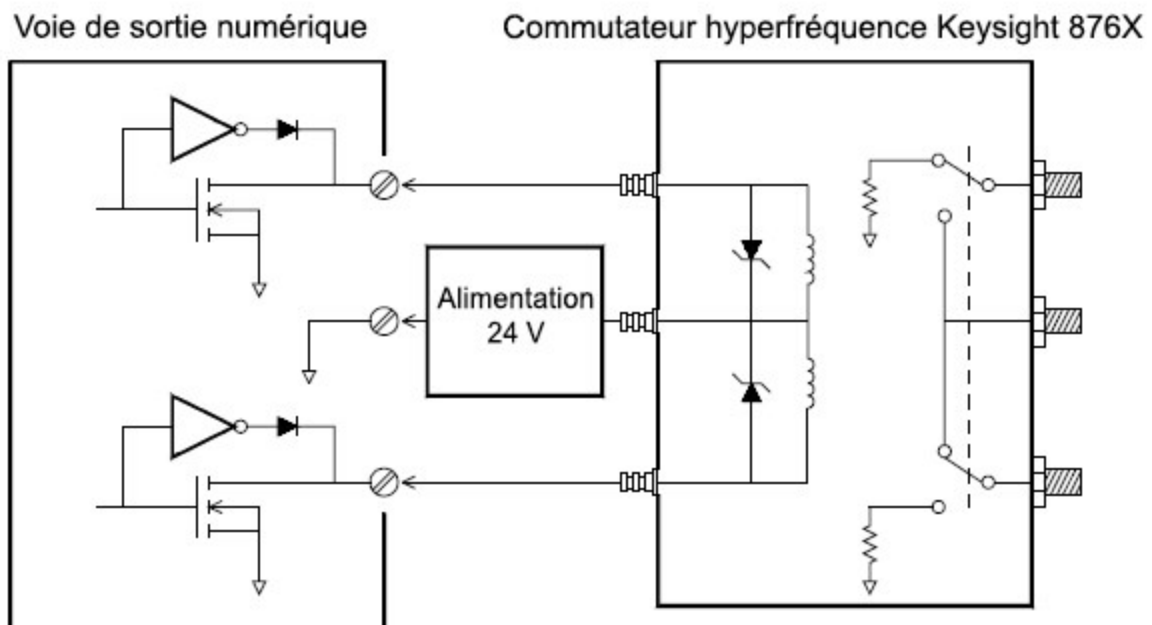 Voie de sortie numérique
Commutateur hyperfréquence Keysight 876X
Alimentation
24 V